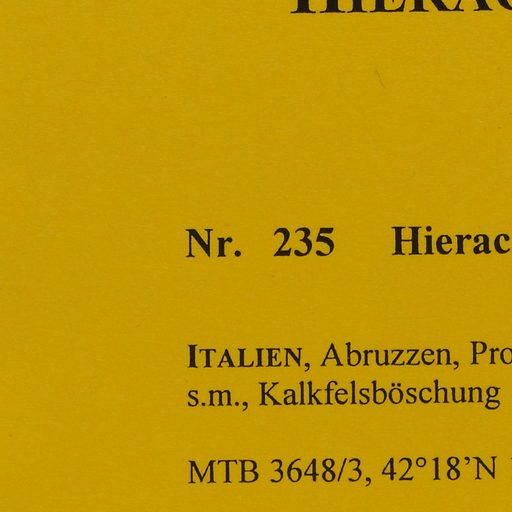 Nr. 235 Hierac
ITALIEN, Abruzzen, Pro
s.m., Kalkfelsböschung
MTB 3648/3, 42°18’N